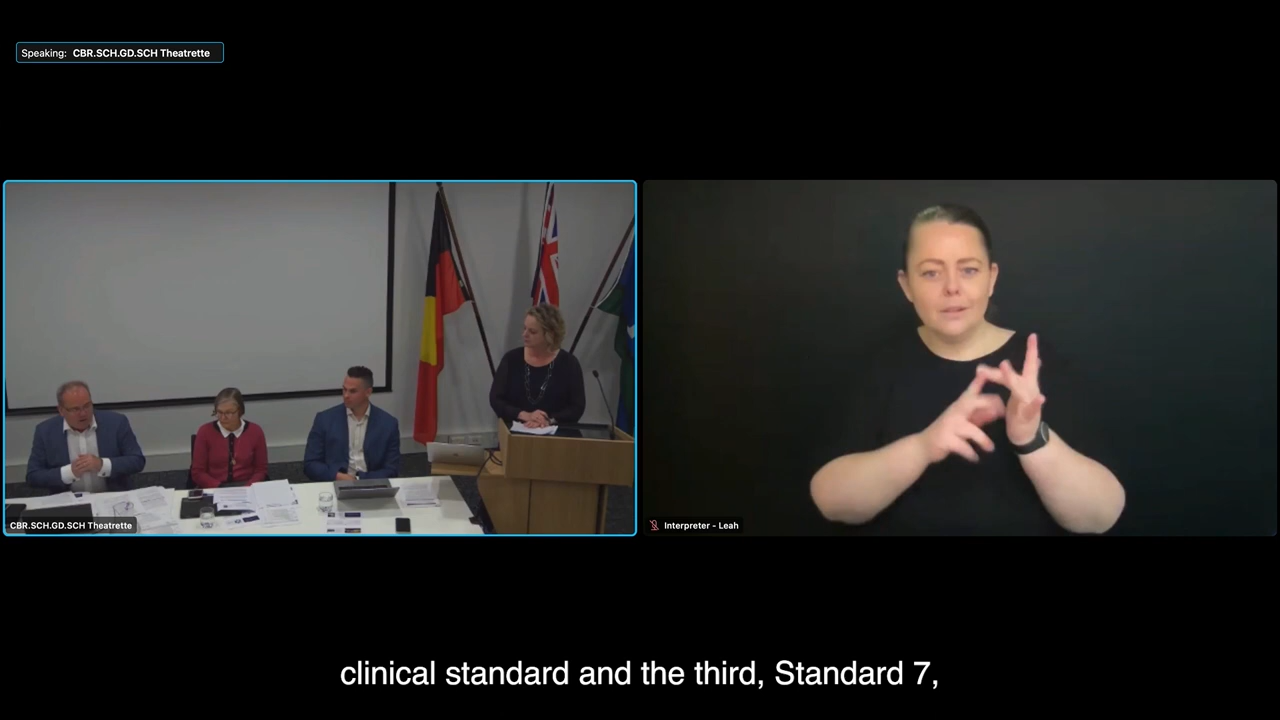 Speaking: CBR.SCH.GD.SCH Theatrette
CBR.SCH.GD.SCH Theatrette
Interpreter - Leah
clinical standard and the third, Standard 7,